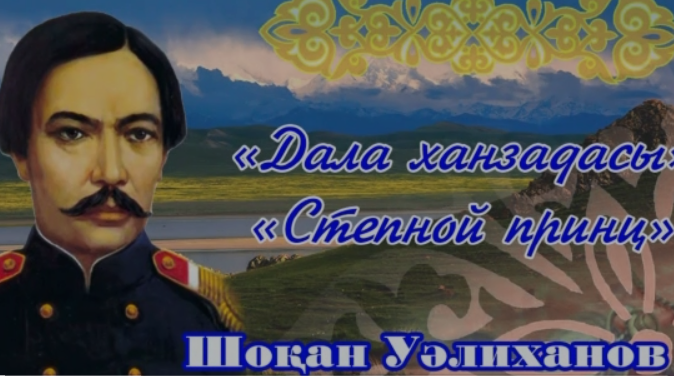 «Дала ханзадасы»
«Степной принц»
Шоқан Уәлиханов